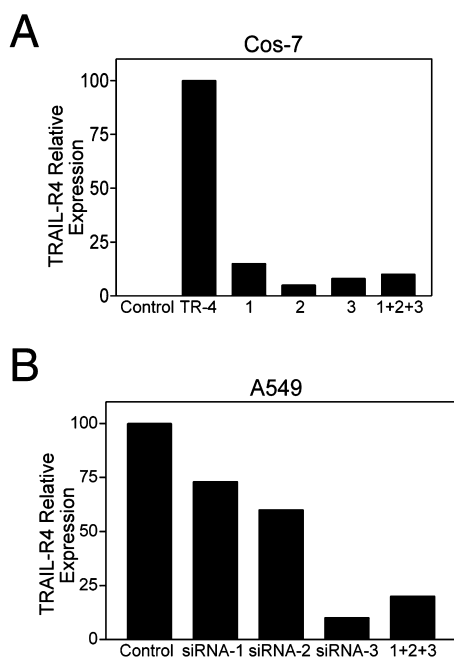 A
Cos-7
TRAIL-R4 Relative
Expression
100
75
50
25
0
Control TR-4 1 2 3 1+2+3
B
A549
TRAIL-R4 Relative
Expression
100
75
50
25
0
Control siRNA-1 siRNA-2 siRNA-3 1+2+3